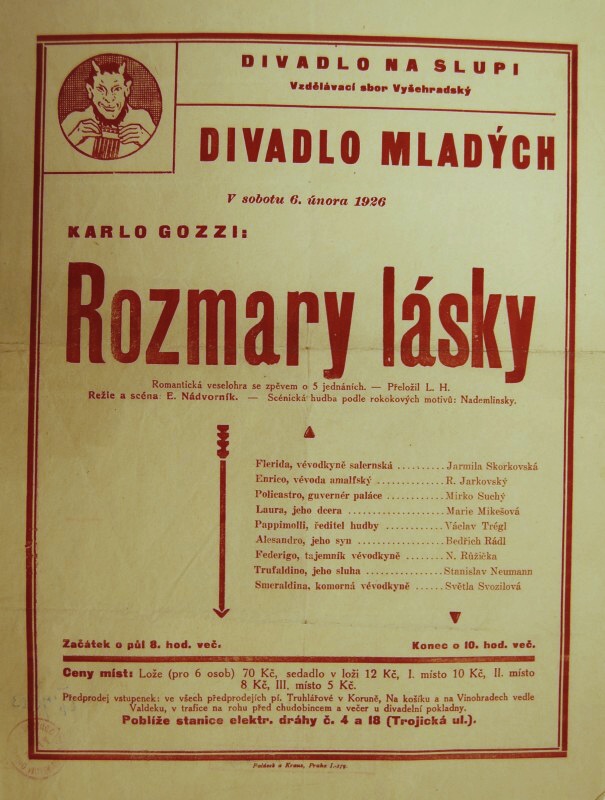 DIVADLO NA SLUPI
Vzdělávací sbor Vyšehradský
DIVADLO MLADÝCH
V sobotu 6. února 1926
KARLO GOZZI:
Rozmary lásky
Romantická veselohra se zpěvem o 5 jednáních. — Přeložil L. H.
Režie a scéna E. Nádvorník. — Scénická hudba podle rokokových motivů: Nademlinsky.
Flerida, vévodkyně salernská .......... Jarmila Skorkovská
Enrico, vévoda amalfský ............. R. Jarkovský
Policastro, guvernér paláce ........... Mirko Suchý
Laura, jeho dcera .................. Marie Mikešová
Pappimolli, ředitel hudby ............ Václav Trégl
Alesandro, jeho syn ................. Bedřich Rádl
Federigo, tajemník vévodkyně ........ N. Růžička
Trufaldino, jeho sluha ................ Stanislav Neumann
Smeraldina, komorná vévodkyně ...... Světla Svozilová
Začátek o půl 8. hod. več. Konec o 10. hod. več.
Ceny míst: Lože (pro 6 osob) 70 Kč, sedadlo v loži 12 Kč, I. místo 10 Kč, II. místo
8 Kč, III. místo 5 Kč.
Předprodej vstupenek: ve všech předprodejích pí. Truhlářové v Koruně, Na košíku a na Vinohradech vedle
Valdeku, v trafice na rohu před chudobincem a večer u divadelní pokladny.
Poblíže stanice elektr. dráhy č. 4 a 18 (Trojická ul.).
Politzek a Kraus, Praha